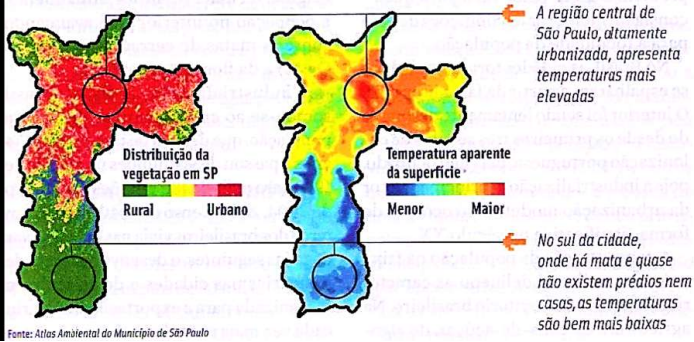 A região central de
São Paulo, altamente
urbanizada, apresenta
temperaturas mais
elevadas
Distribuição da
vegetação em SP
Rural Urbano
Temperatura aparente
da superfície
Menor Maior
No sul da cidade,
onde há mata e quase
não existem prédios nem
casas, as temperaturas
são bem mais baixas
Fonte: Atlas Ambiental do Município de São Paulo